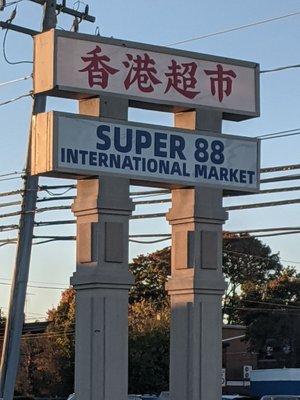 香港超市
SUPER 88
INTERNATIONAL MARKET